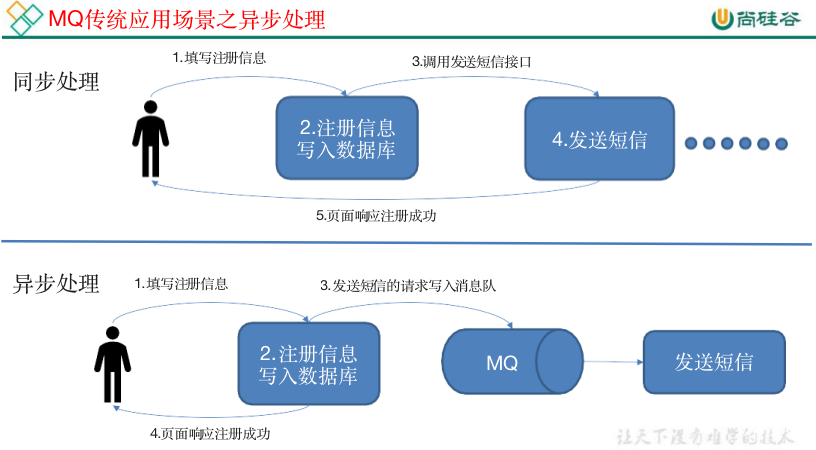 MQ传统应用场景之异步处理
尚硅谷
同步处理
1.填写注册信息
3.调用发送短信接口
2.注册信息
写入数据库
4.发送短信
5.页面响应注册成功
异步处理
1.填写注册信息
3.发送短信的请求写入消息队
2.注册信息
写入数据库
MQ
发送短信
4.页面响应注册成功
让天下没有难学的技术